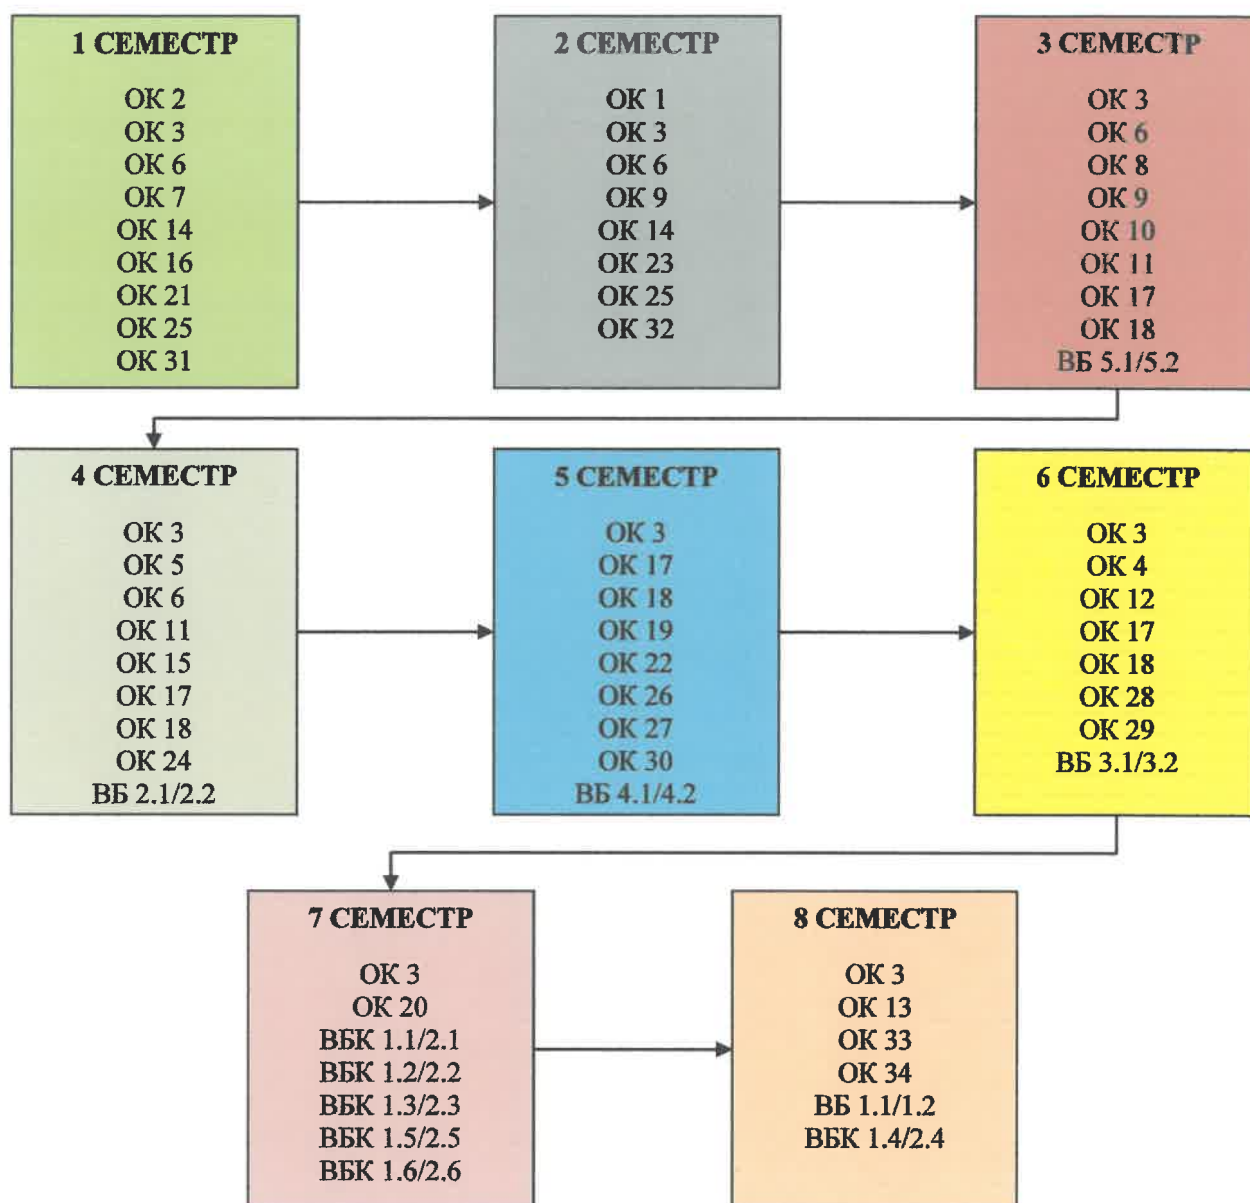 1 СЕМЕСТР
ОК 2
ОК 3
ОК 6
ОК 7
ОК 14
ОК 16
ОК 21
ОК 25
ОК 31
2 СЕМЕСТР
ОК 1
ОК 3
ОК 6
ОК 9
ОК 14
ОК 23
ОК 25
ОК 32
3 СЕМЕСТР
ОК 3
ОК 6
ОК 8
ОК 9
ОК 10
ОК 11
ОК 17
ОК 18
ВБ 5.1/5.2
4 СЕМЕСТР
ОК 3
ОК 5
ОК 6
ОК 11
ОК 15
ОК 17
ОК 18
ОК 24
ВБ 2.1/2.2
5 СЕМЕСТР
ОК 3
ОК 17
ОК 18
ОК 19
ОК 22
ОК 26
ОК 27
ОК 30
ВБ 4.1/4.2
6 СЕМЕСТР
ОК 3
ОК 4
ОК 12
ОК 17
ОК 18
ОК 28
ОК 29
ВБ 3.1/3.2
7 СЕМЕСТР
ОК 3
ОК 20
ВБК 1.1/2.1
ВБК 1.2/2.2
ВБК 1.3/2.3
ВБК 1.5/2.5
ВБК 1.6/2.6
8 СЕМЕСТР
ОК 3
ОК 13
ОК 33
ОК 34
ВБ 1.1/1.2
ВБК 1.4/2.4